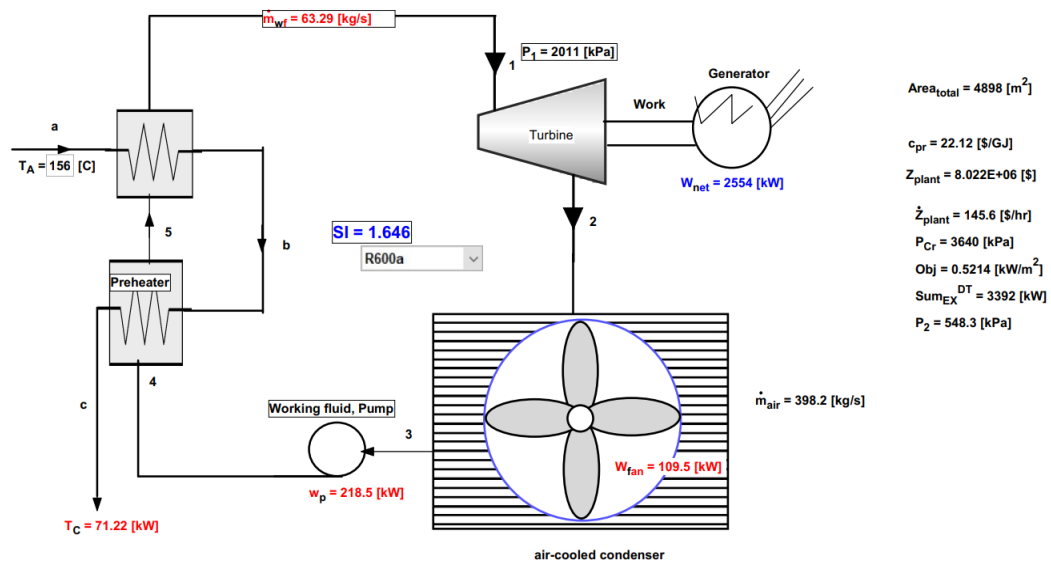 ṁwf = 63.29 [kg/s]
P1 = 2011 [kPa]
1
Generator
Areatotal = 4898 [m²]
a
Work
Turbine
TA = 156 [C]
cpr = 22.12 [$/GJ]
Wnet = 2554 [kW]
Zplant = 8.022E+06 [$]
5
2
b
SI = 1.646
R600a
Żplant = 145.6 [$/hr]
PCr = 3640 [kPa]
Obj = 0.5214 [kW/m²]
SumEX^DT = 3392 [kW]
P2 = 548.3 [kPa]
Preheater
4
c
Working fluid, Pump
3
ṁair = 398.2 [kg/s]
Wfan = 109.5 [kW]
wp = 218.5 [kW]
TC = 71.22 [kW]
air-cooled condenser